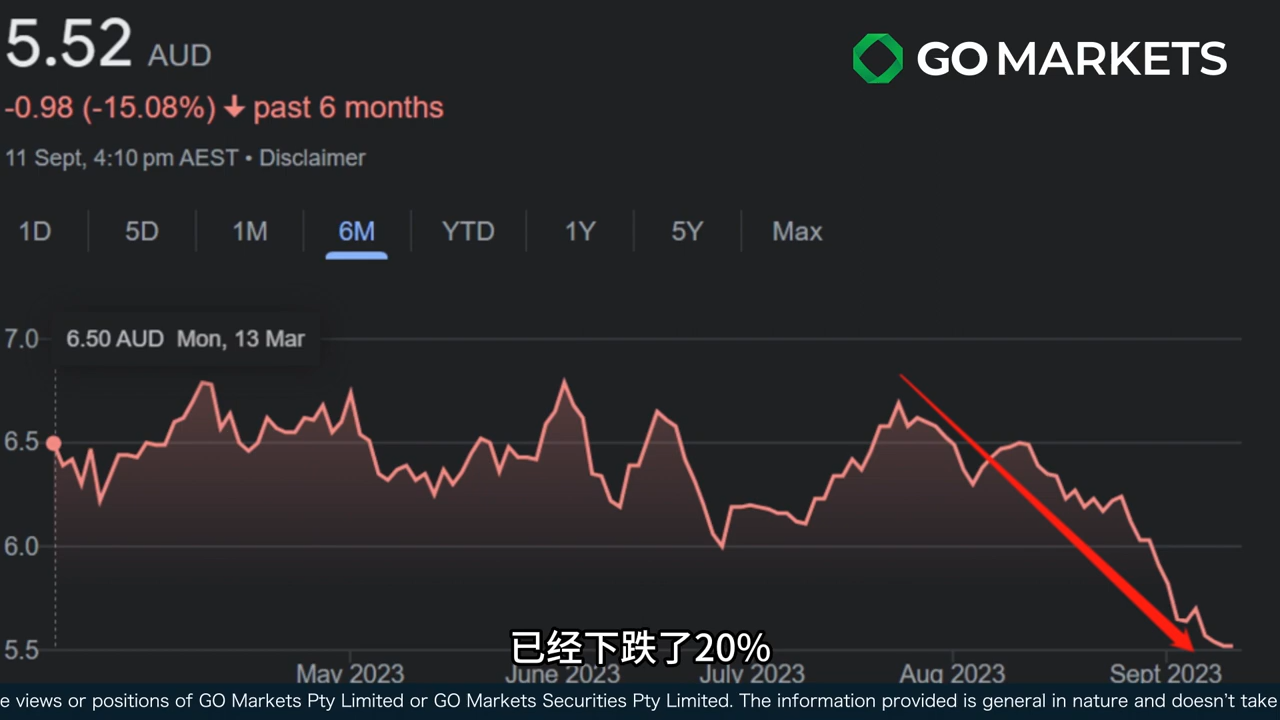 5.52 AUD
GO MARKETS
-0.98 (-15.08%) ↓ past 6 months
11 Sept, 4:10 pm AEST • Disclaimer
1D 5D 1M 6M YTD 1Y 5Y Max
7.0
6.50 AUD Mon, 13 Mar
6.5
6.0
5.5
已经下跌了20%
May 2023 June 2023 July 2023 Aug 2023 Sept 2023
e views or positions of GO Markets Pty Limited or GO Markets Securities Pty Limited. The information provided is general in nature and doesn't take